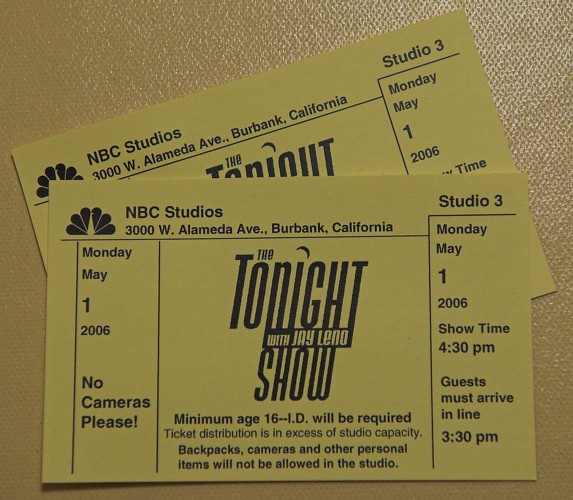 Studio 3
NBC Studios
3000 W. Alameda Ave., Burbank, California
Monday
May
1
2006
Show Time
THE
TONIGHT
NBC Studios
3000 W. Alameda Ave., Burbank, California
Studio 3
Monday
May
1
2006
No
Cameras
Please!
THE
TONIGHT
WITH JAY LENO
SHOW
Minimum age 16--I.D. will be required
Ticket distribution is in excess of studio capacity.
Backpacks, cameras and other personal
items will not be allowed in the studio.
Monday
May
1
2006
Show Time
4:30 pm
Guests
must arrive
in line
3:30 pm